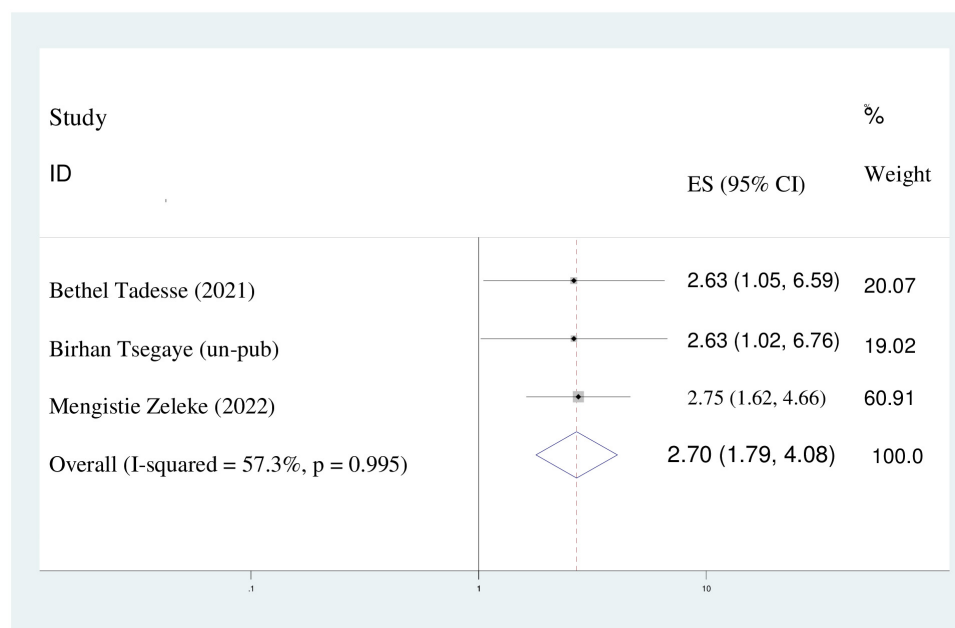 Study %
ID ES (95% CI) Weight
Bethel Tadesse (2021) 2.63 (1.05, 6.59) 20.07
Birhan Tsegaye (un-pub) 2.63 (1.02, 6.76) 19.02
Mengistie Zeleke (2022) 2.75 (1.62, 4.66) 60.91
Overall (I-squared = 57.3%, p = 0.995) 2.70 (1.79, 4.08) 100.0
.1 1 10